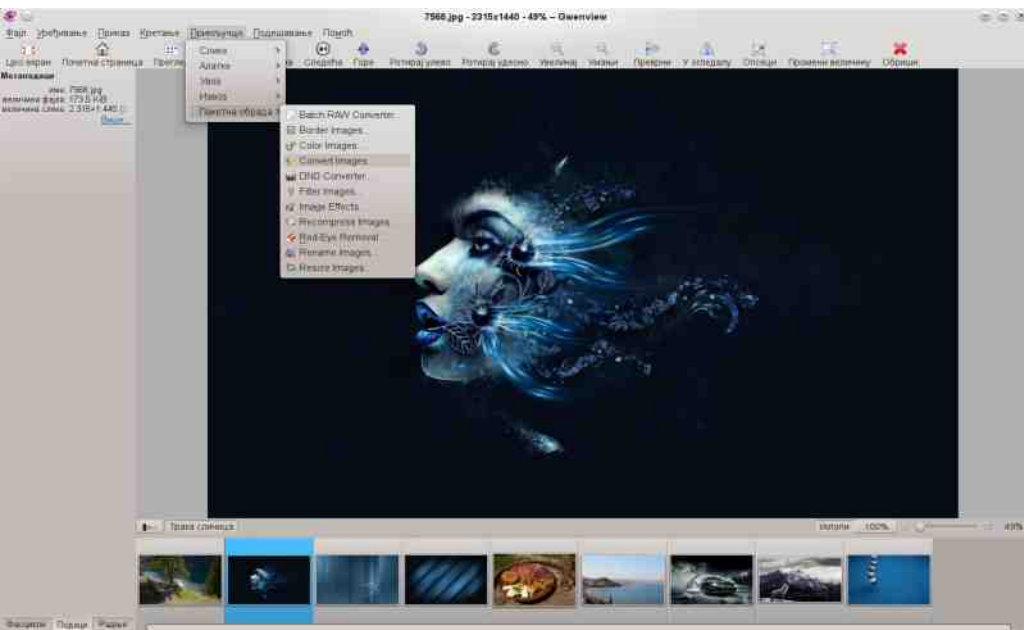 7566.jpg - 2315x1440 - 49% – Gwenview
Фајл Уређивање Приказ Кретање Прикључци Подешавање Помоћ
Цео екран Почетна страница Следећа Горе Ротирај улево Ротирај удесно Увеличај Умањи Преврни У огледалу Опсеци Промени величину Обриши
Метаподаци
име: 7566.jpg
величина фајла: 173,5 KiB
величина слике: 2.315×1.440
Више...
Слике
Алатке
Увоз
Извоз
Пакетна обрада
Batch RAW Converter...
Border Images...
Color Images...
Convert Images...
DNG Converter...
Filter Images...
Image Effects...
Recompress Images...
Red-Eye Removal...
Rename Images...
Resize Images...
Трака сличица
Уклопи 100% 49%
Фасцикле Подаци Радње